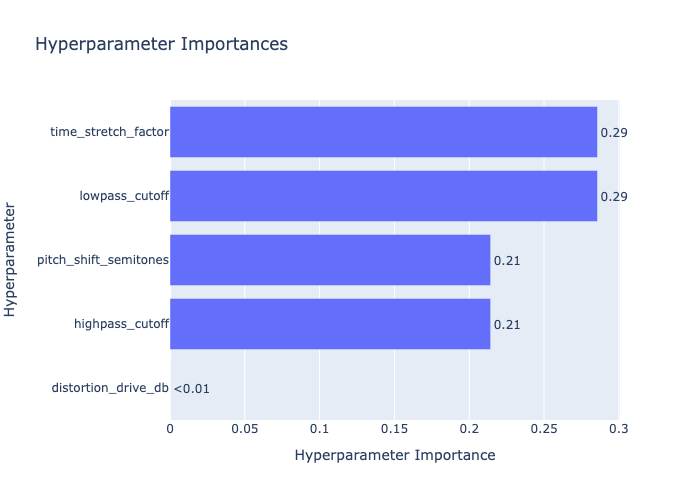 Hyperparameter Importances
Hyperparameter
time_stretch_factor 0.29
lowpass_cutoff 0.29
pitch_shift_semitones 0.21
highpass_cutoff 0.21
distortion_drive_db <0.01
0 0.05 0.1 0.15 0.2 0.25 0.3
Hyperparameter Importance